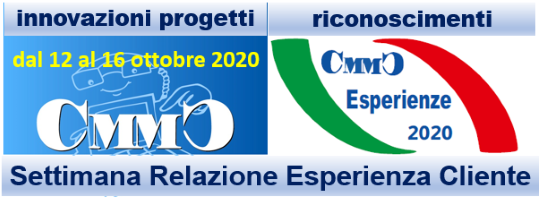 innovazioni progetti
riconoscimenti
dal 12 al 16 ottobre 2020
CMMC
CMMC
Esperienze
2020
Settimana Relazione Esperienza Cliente